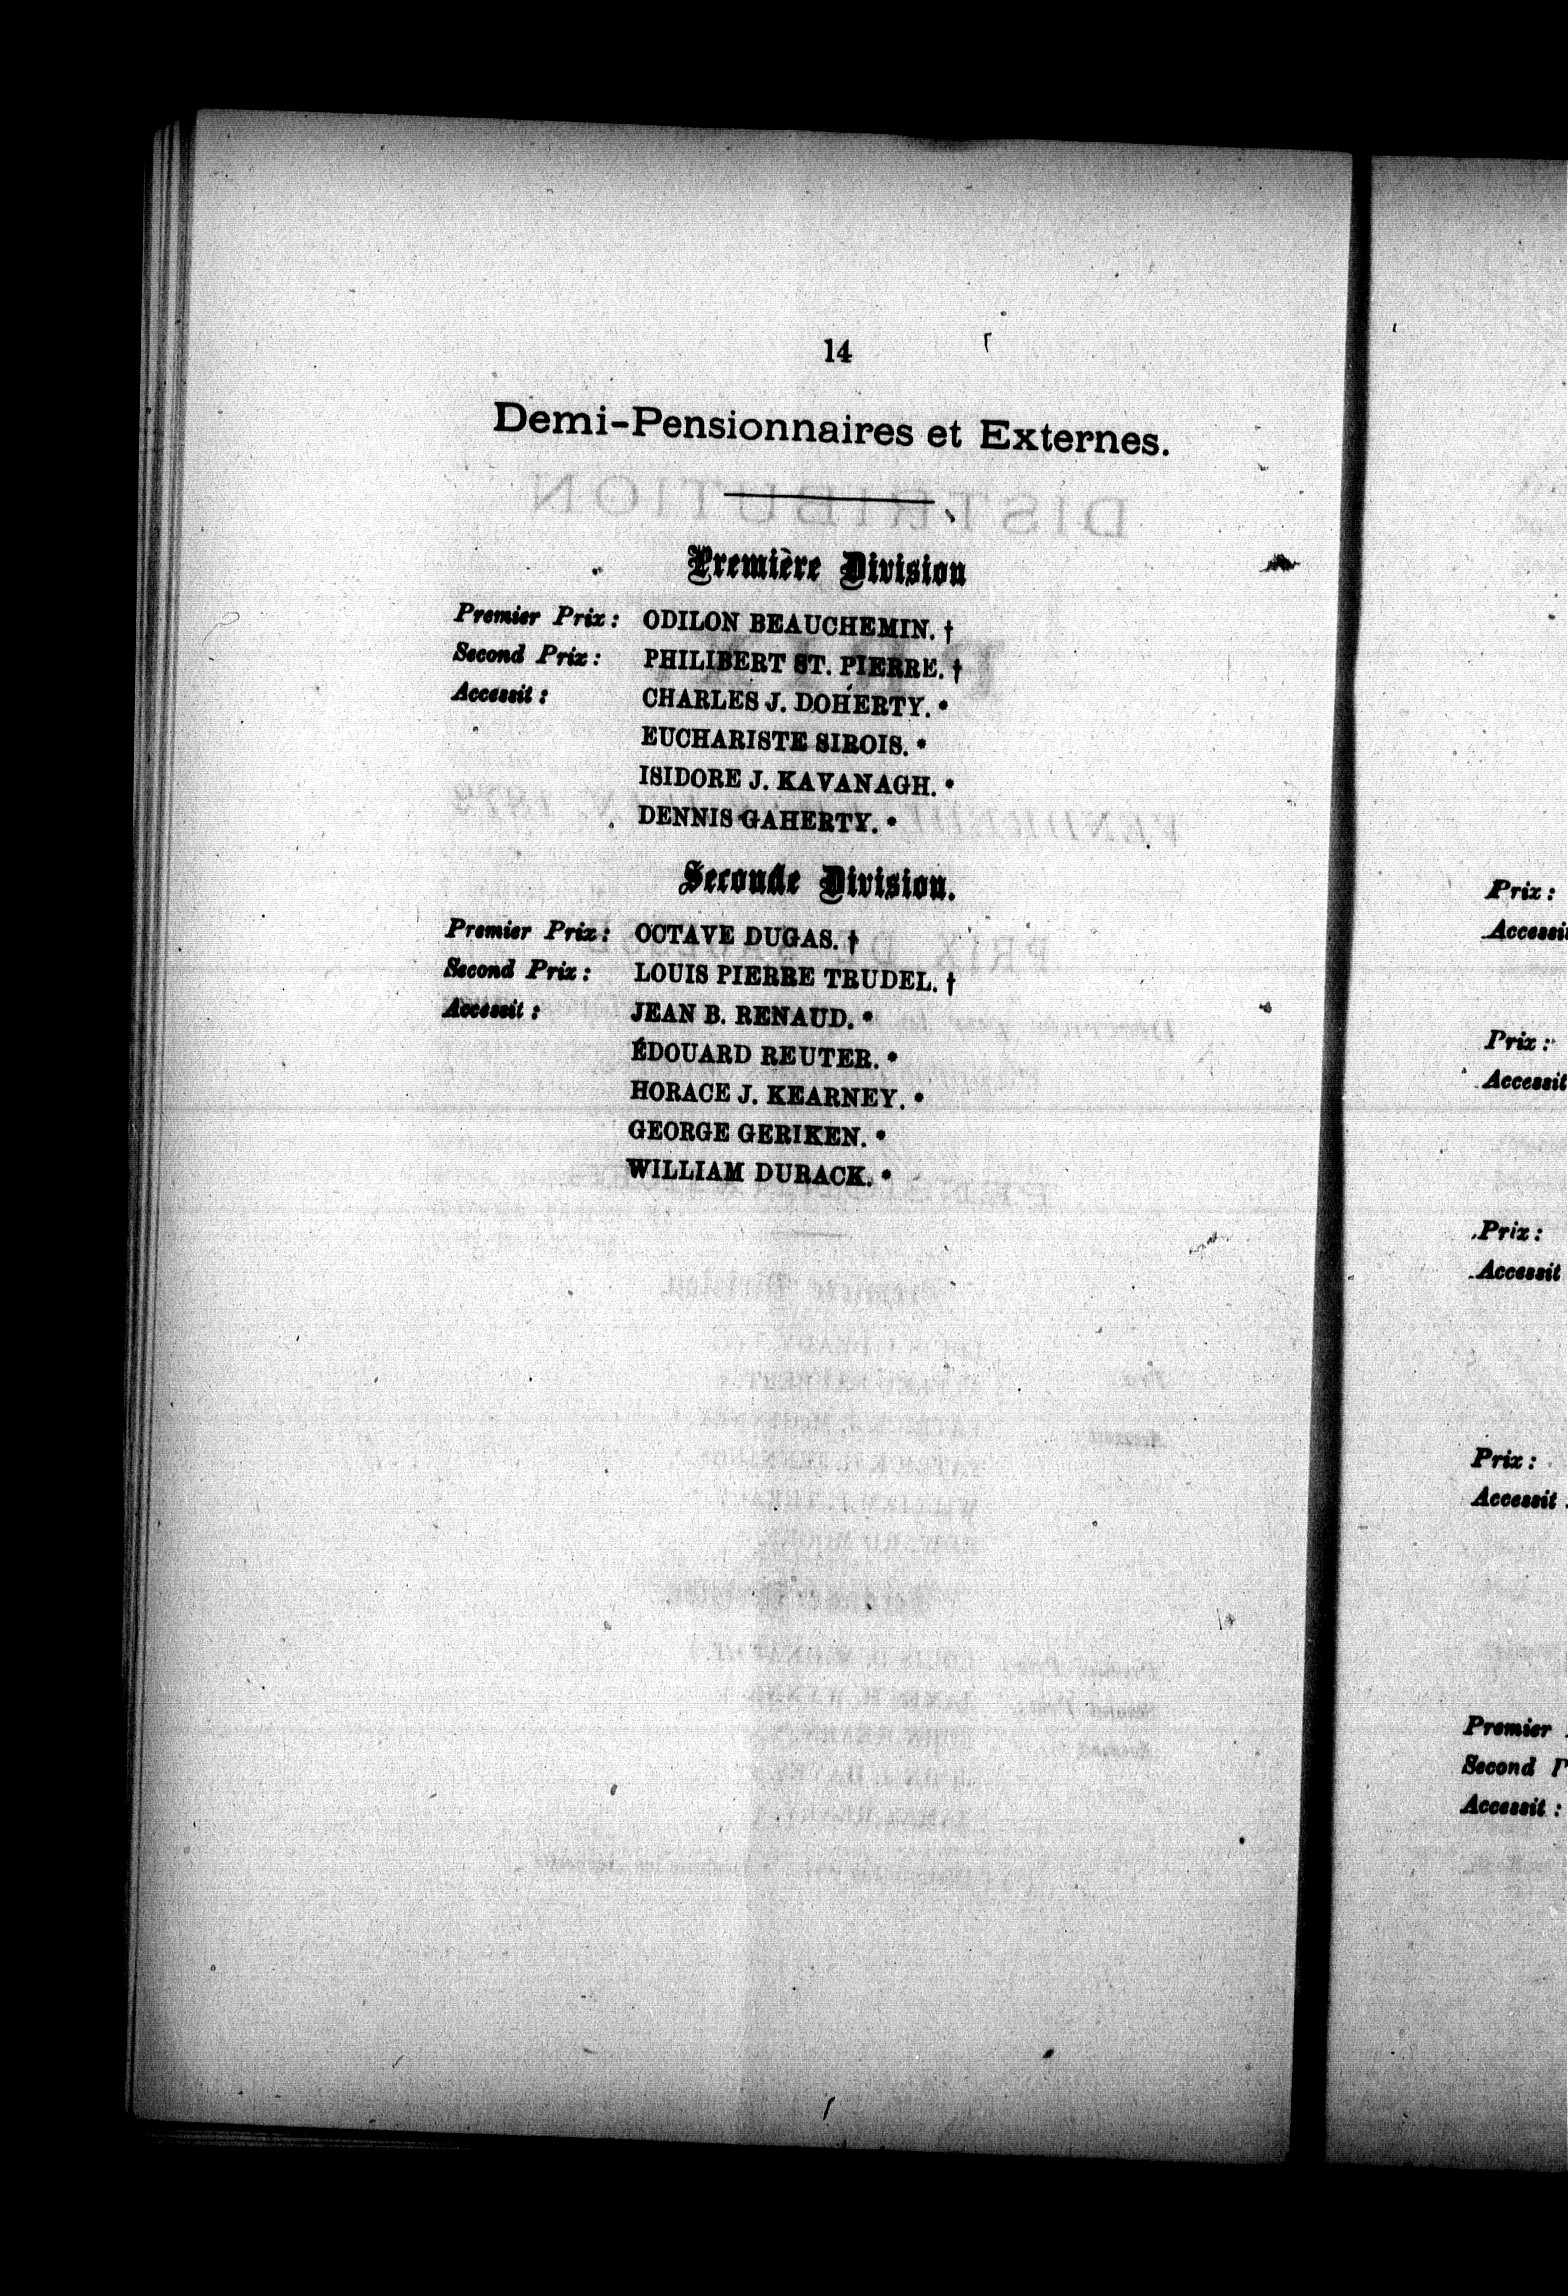 14
Demi-Pensionnaires et Externes.
Première Division
Premier Prix: ODILON BEAUCHEMIN. †
Second Prix: PHILIBERT ST. PIERRE. †
Accessit: CHARLES J. DOHERTY. *
EUCHARISTE SIROIS. *
ISIDORE J. KAVANAGH. *
DENNIS GAHERTY. *
Seconde Division.
Premier Prix: OCTAVE DUGAS. †
Second Prix: LOUIS PIERRE TRUDEL. †
Accessit: JEAN B. RENAUD. *
ÉDOUARD REUTER. *
HORACE J. KEARNEY. *
GEORGE GERIKEN. *
WILLIAM DURACK. *
Prix:
Accessit
Prix:
Accessit
Prix:
Accessit
Prix:
Accessit
Premier
Second
Accessit: